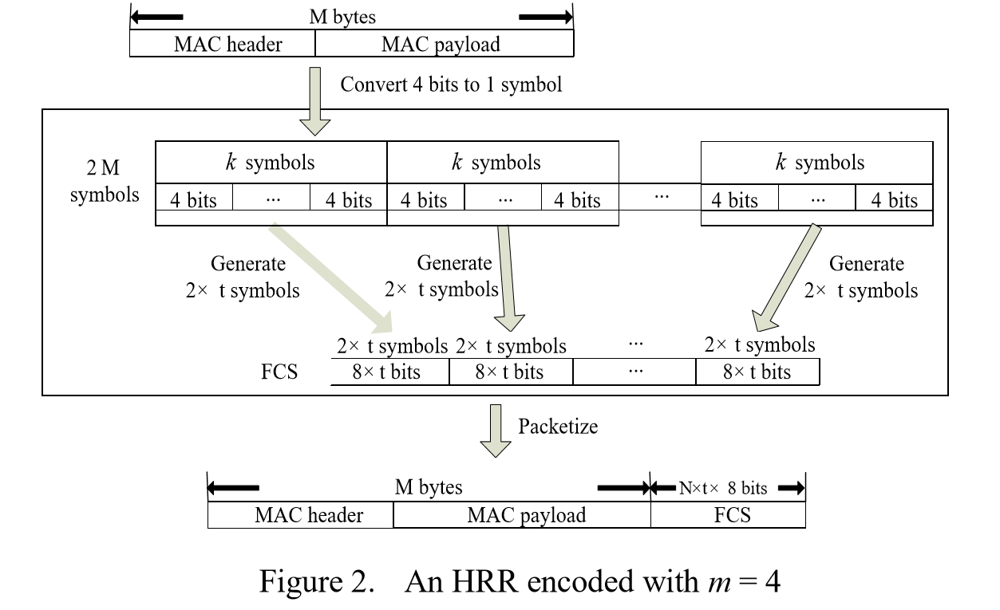 M bytes
MAC header MAC payload
Convert 4 bits to 1 symbol
2 M
symbols
k symbols k symbols k symbols
4 bits ... 4 bits 4 bits ... 4 bits ... 4 bits ... 4 bits
Generate
2× t symbols
Generate
2× t symbols
Generate
2× t symbols
2× t symbols 2× t symbols ... 2× t symbols
FCS 8× t bits 8× t bits ... 8× t bits
Packetize
M bytes N×t× 8 bits
MAC header MAC payload FCS
Figure 2. An HRR encoded with m = 4